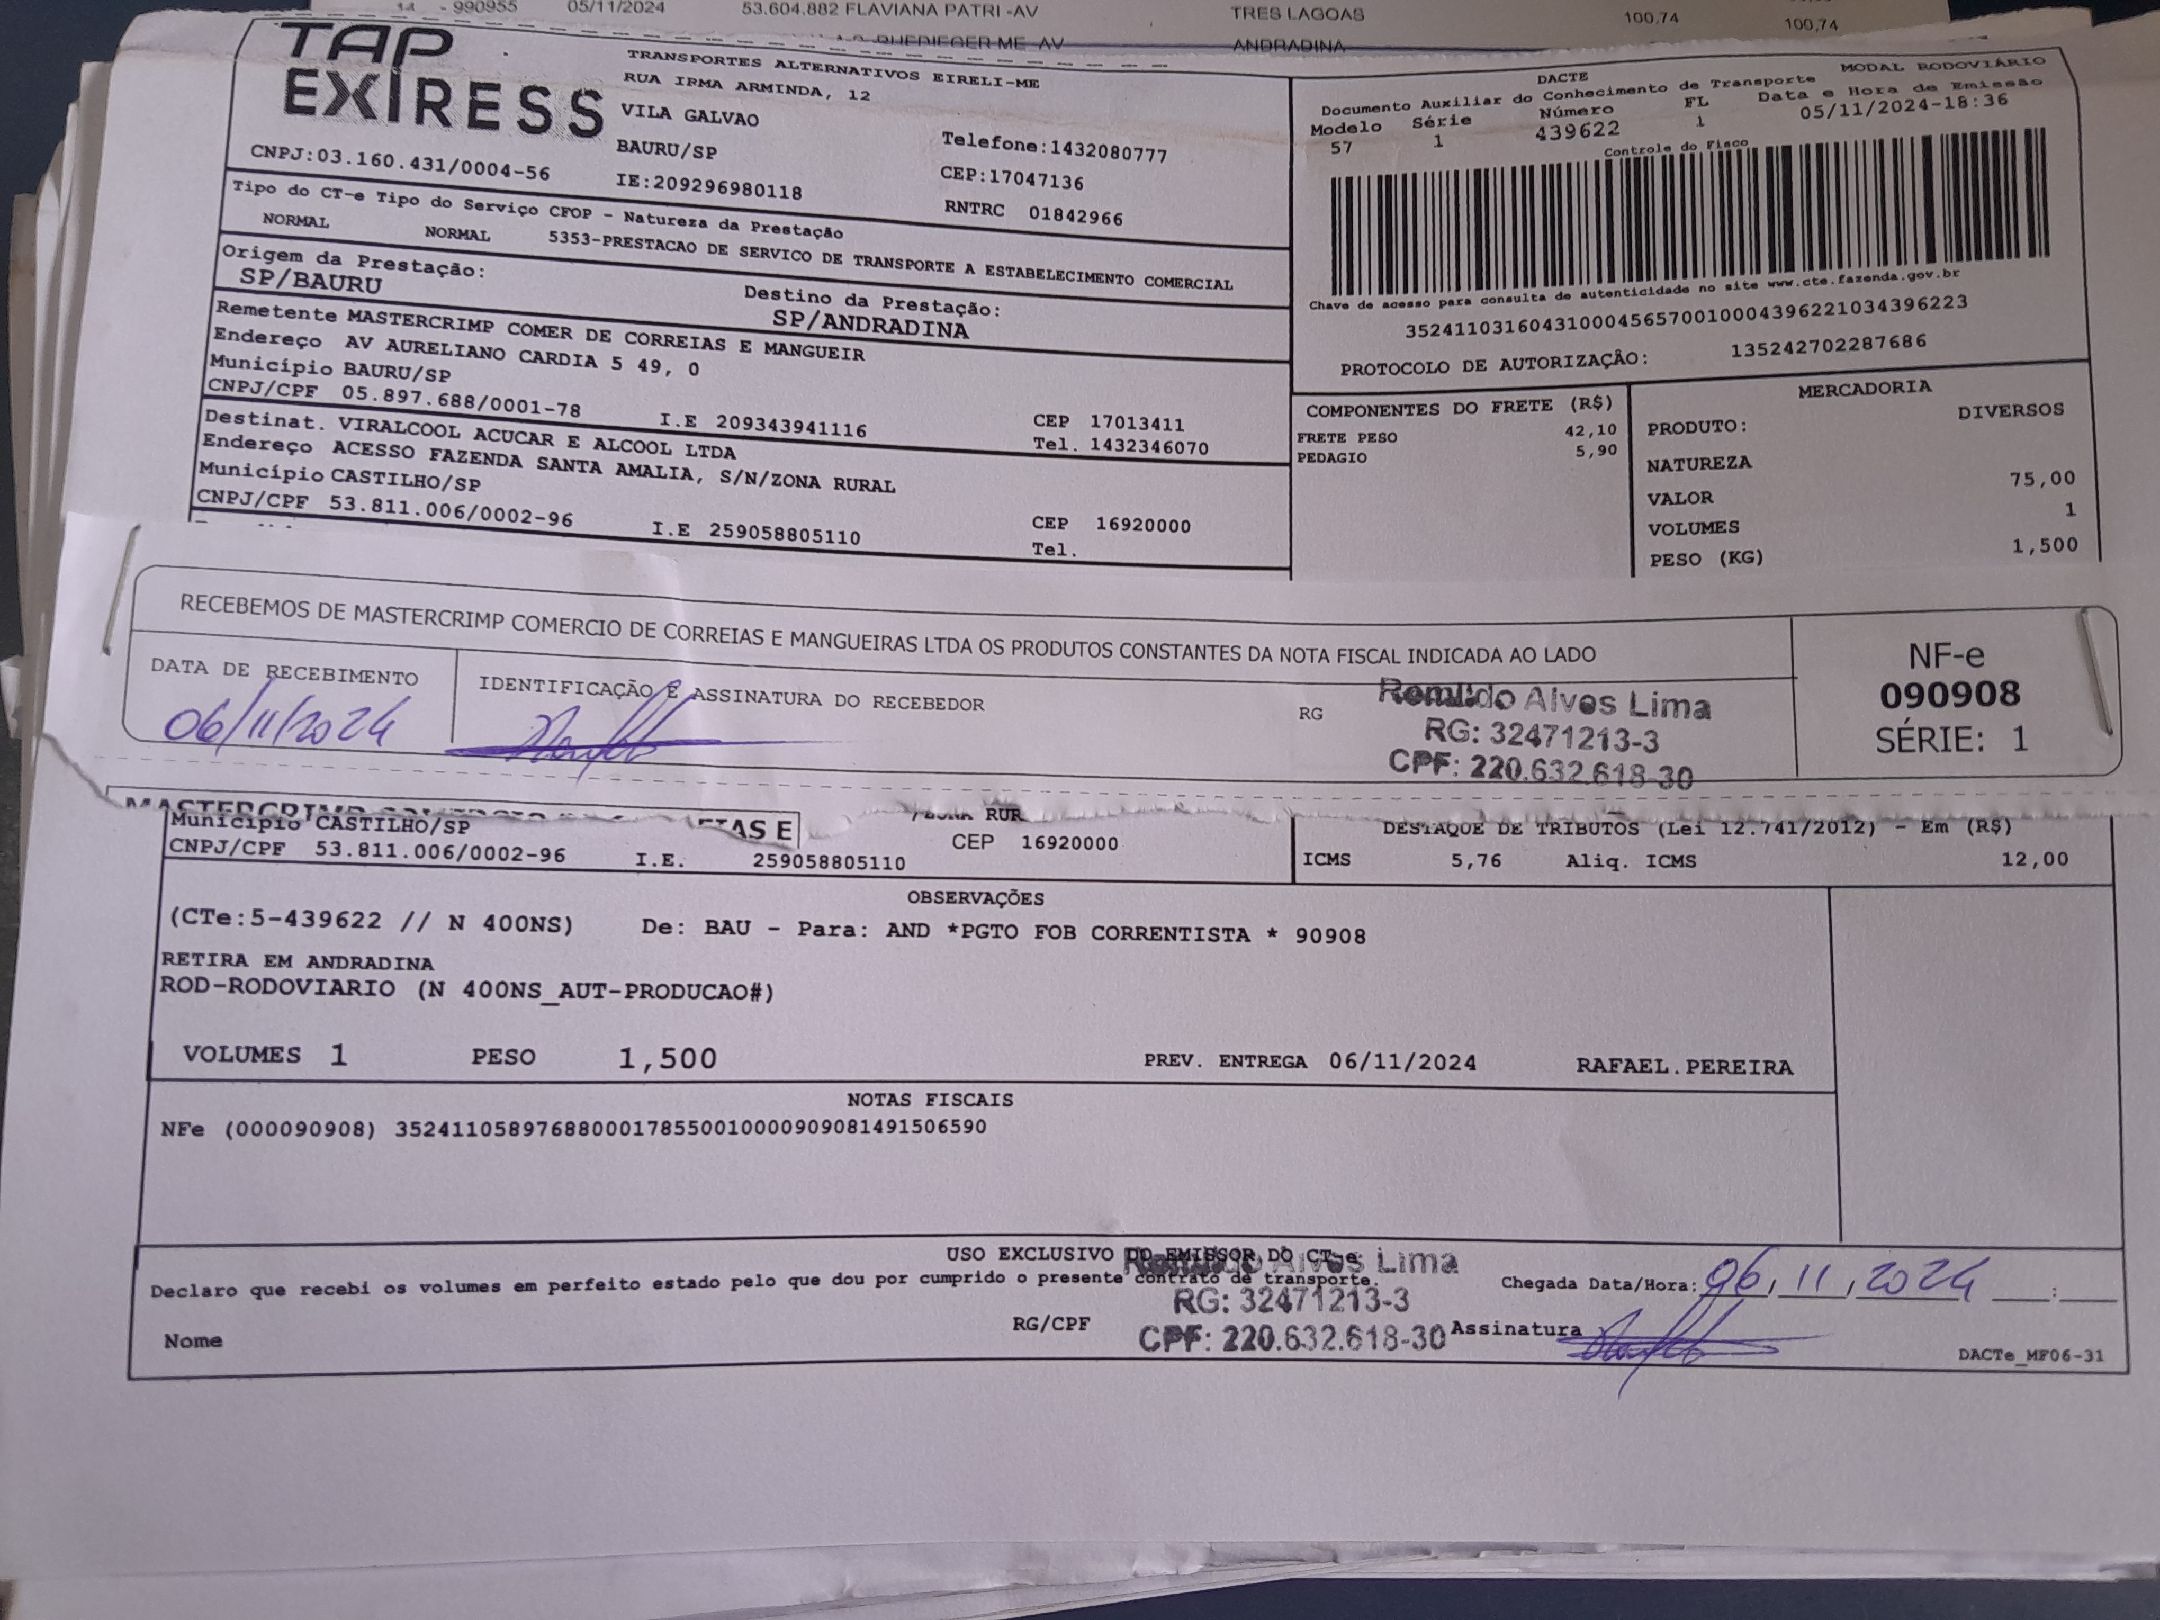 14 - 990955 05/11/2024 53.604.882 FLAVIANA PATRI -AV TRES LAGOAS 100,74 100,74
ME -AV ANDRADINA
TAP
EXIRESS
TRANSPORTES ALTERNATIVOS EIRELI-ME
RUA IRMA ARMINDA, 12
VILA GALVAO
BAURU/SP
Telefone:1432080777
CNPJ:03.160.431/0004-56
IE:209296980118
CEP:17047136
RNTRC 01842966
Tipo do CT-e Tipo do Serviço CFOP - Natureza da Prestação
NORMAL NORMAL 5353-PRESTACAO DE SERVICO DE TRANSPORTE A ESTABELECIMENTO COMERCIAL
Origem da Prestação:
SP/BAURU
Destino da Prestação:
SP/ANDRADINA
Remetente MASTERCRIMP COMER DE CORREIAS E MANGUEIR
Endereço AV AURELIANO CARDIA 5 49, 0
Município BAURU/SP
CNPJ/CPF 05.897.688/0001-78 I.E 209343941116
CEP 17013411
Tel. 1432346070
Destinat. VIRALCOOL ACUCAR E ALCOOL LTDA
Endereço ACESSO FAZENDA SANTA AMALIA, S/N/ZONA RURAL
Município CASTILHO/SP
CNPJ/CPF 53.811.006/0002-96 I.E 259058805110
CEP 16920000
Tel.
DACTE MODAL RODOVIÁRIO
Documento Auxiliar do Conhecimento de Transporte
Modelo Série Número FL Data e Hora de Emissão
57 1 439622 1 05/11/2024-18:36
Controle do Fisco
Chave de acesso para consulta de autenticidade no site www.cte.fazenda.gov.br
35241103160431000456570010004396221034396223
PROTOCOLO DE AUTORIZAÇÃO: 135242702287686
COMPONENTES DO FRETE (R$)
FRETE PESO 42,10
PEDAGIO 5,90
MERCADORIA
PRODUTO: DIVERSOS
NATUREZA
VALOR 75,00
VOLUMES 1
PESO (KG) 1,500
RECEBEMOS DE MASTERCRIMP COMERCIO DE CORREIAS E MANGUEIRAS LTDA OS PRODUTOS CONSTANTES DA NOTA FISCAL INDICADA AO LADO
DATA DE RECEBIMENTO
06/11/2024
IDENTIFICAÇÃO E ASSINATURA DO RECEBEDOR
RG
Romildo Alves Lima
RG: 32471213-3
CPF: 220.632.618-30
NF-e
090908
SÉRIE: 1
MASTERCRIMP
Município CASTILHO/SP RUR
CNPJ/CPF 53.811.006/0002-96 I.E. 259058805110 CEP 16920000
DESTAQUE DE TRIBUTOS (Lei 12.741/2012) - Em (R$)
ICMS 5,76 Aliq. ICMS 12,00
OBSERVAÇÕES
(CTe:5-439622 // N 400NS) De: BAU - Para: AND *PGTO FOB CORRENTISTA * 90908
RETIRA EM ANDRADINA
ROD-RODOVIARIO (N 400NS_AUT-PRODUCAO#)
VOLUMES 1 PESO 1,500 PREV. ENTREGA 06/11/2024 RAFAEL.PEREIRA
NOTAS FISCAIS
NFe (000090908) 35241105897688000178550010000909081491506590
USO EXCLUSIVO DO EMISSOR DO CT-e
Declaro que recebi os volumes em perfeito estado pelo que dou por cumprido o presente contrato de transporte.
Romildo Alves Lima
RG: 32471213-3
CPF: 220.632.618-30
Chegada Data/Hora: 06,11,2024 :
Nome RG/CPF Assinatura
DACTe_MF06-31